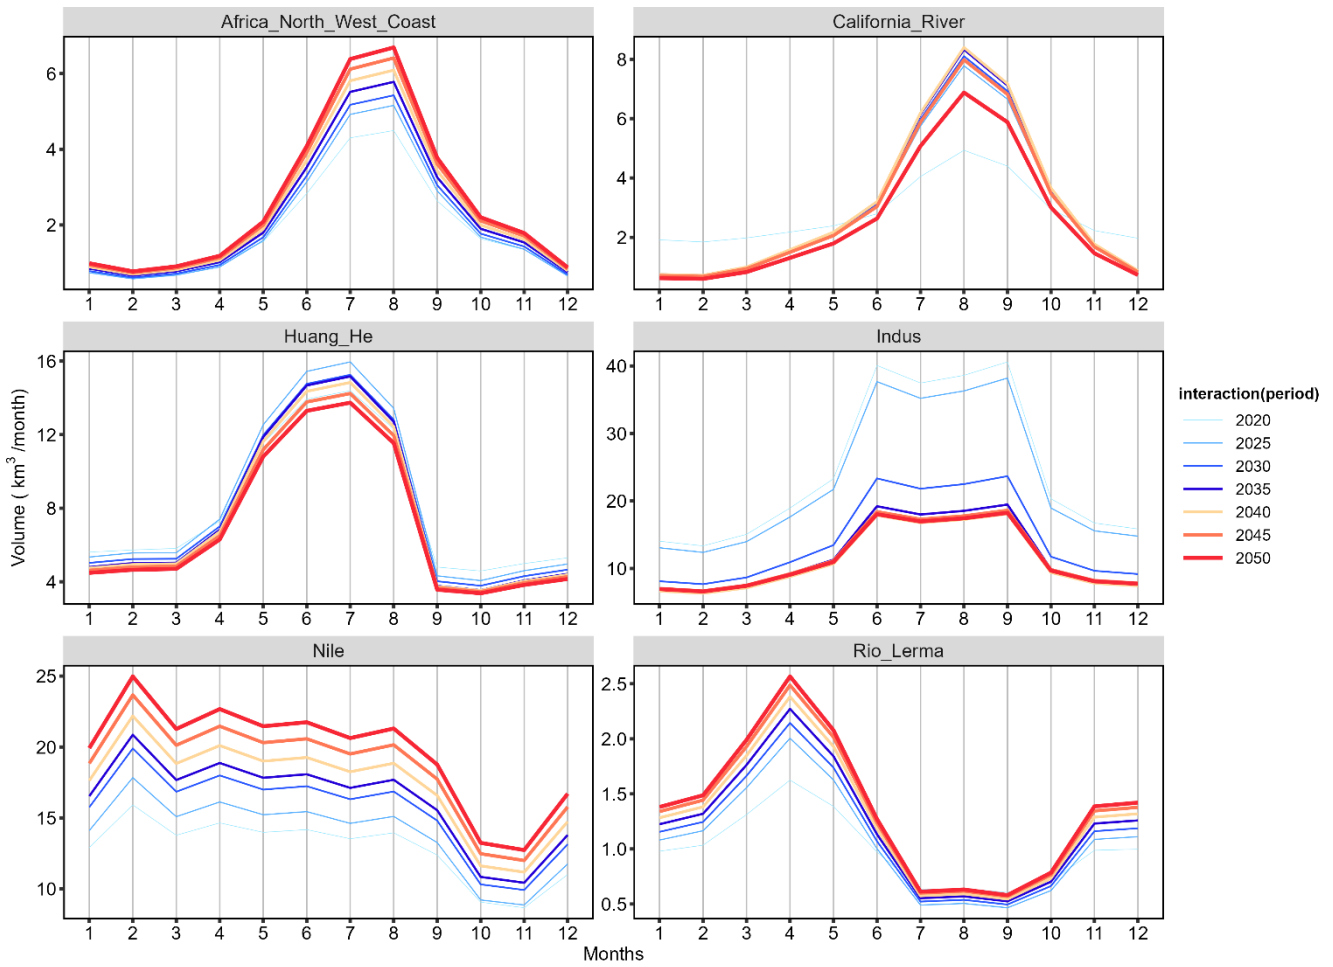 Africa_North_West_Coast
California_River
6
4
2
8
6
4
2
1 2 3 4 5 6 7 8 9 10 11 12
1 2 3 4 5 6 7 8 9 10 11 12
Huang_He
Indus
16
12
8
4
40
30
20
10
1 2 3 4 5 6 7 8 9 10 11 12
1 2 3 4 5 6 7 8 9 10 11 12
Nile
Rio_Lerma
25
20
15
10
2.5
2.0
1.5
1.0
0.5
1 2 3 4 5 6 7 8 9 10 11 12
1 2 3 4 5 6 7 8 9 10 11 12
Volume ( km³ /month)
Months
interaction(period)
2020
2025
2030
2035
2040
2045
2050